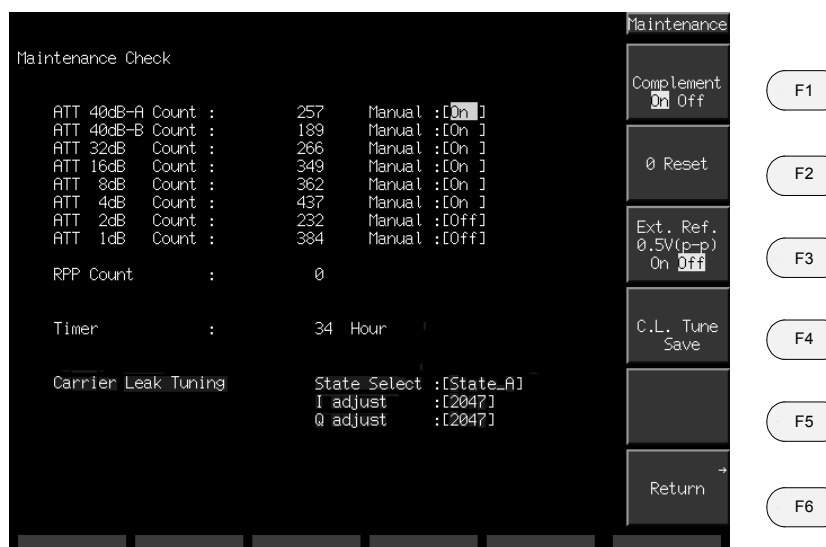 Maintenance
Maintenance Check
ATT 40dB-A Count : 257 Manual :[On ]
ATT 40dB-B Count : 189 Manual :[On ]
ATT 32dB Count : 266 Manual :[On ]
ATT 16dB Count : 349 Manual :[On ]
ATT 8dB Count : 362 Manual :[On ]
ATT 4dB Count : 437 Manual :[On ]
ATT 2dB Count : 232 Manual :[Off]
ATT 1dB Count : 384 Manual :[Off]
RPP Count : 0
Timer : 34 Hour
Carrier Leak Tuning State Select :[State_A]
I adjust :[2047]
Q adjust :[2047]
Complement
On Off
F1
0 Reset
F2
Ext. Ref.
0.5V(p-p)
On Off
F3
C.L. Tune
Save
F4
F5
→
Return
F6